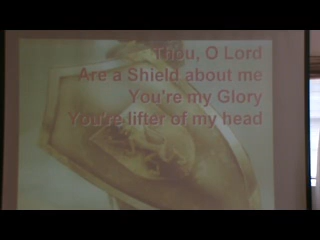 Thou, O Lord
Are a Shield about me
You're my Glory
You're lifter of my head